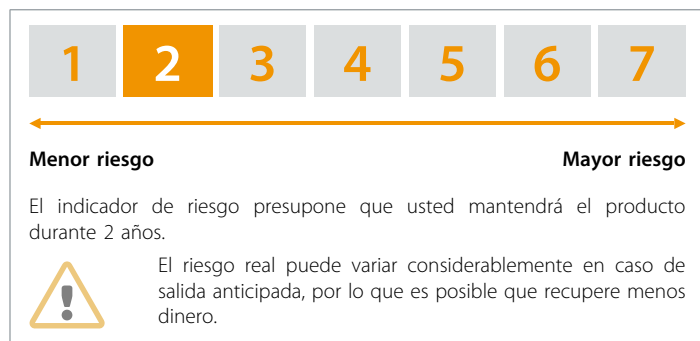 1 2 3 4 5 6 7
Menor riesgo Mayor riesgo
El indicador de riesgo presupone que usted mantendrá el producto
durante 2 años.
El riesgo real puede variar considerablemente en caso de
salida anticipada, por lo que es posible que recupere menos
dinero.